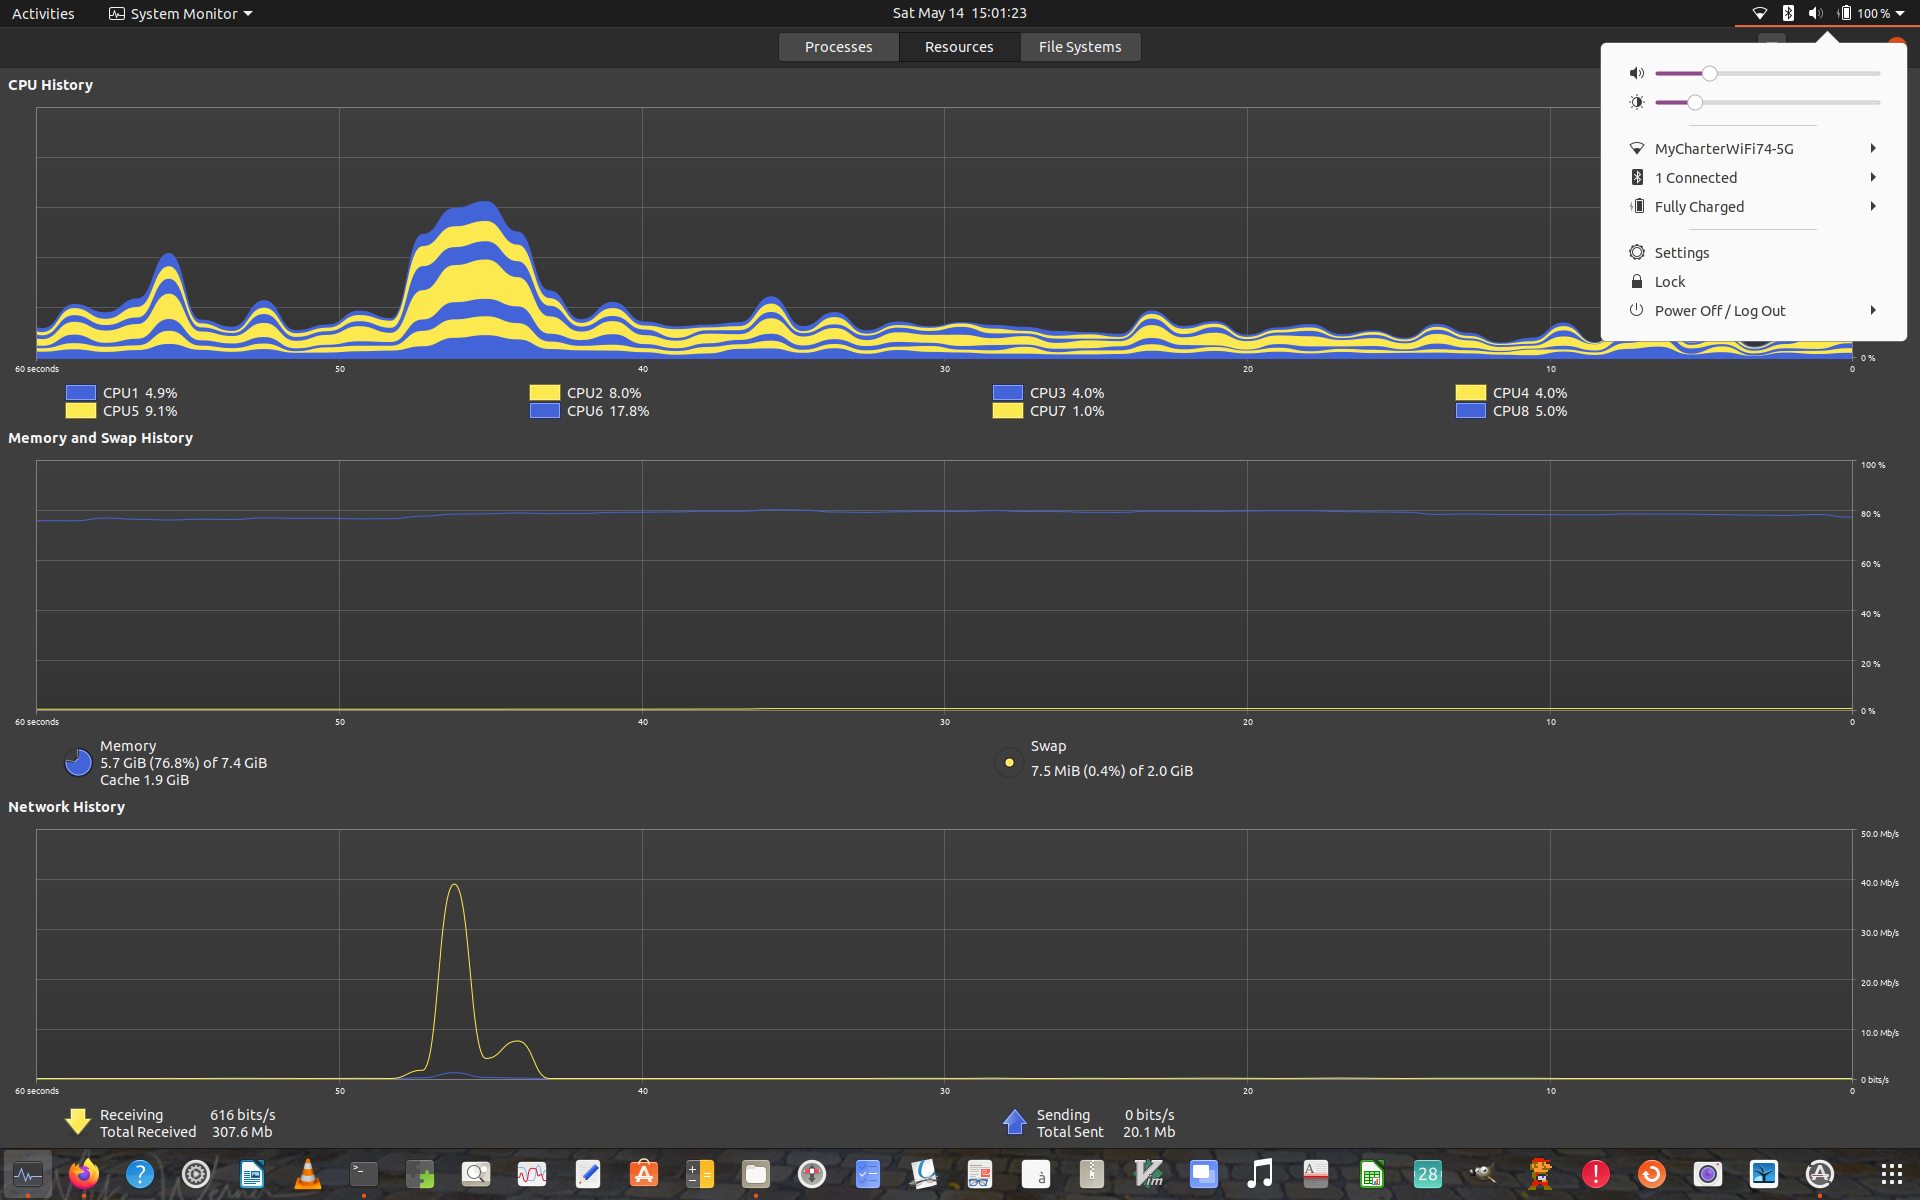 Activities
System Monitor
Sat May 14 15:01:23
100 %
Processes
Resources
File Systems
MyCharterWiFi74-5G
1 Connected
Fully Charged
Settings
Lock
Power Off / Log Out
CPU History
0 %
60 seconds 50 40 30 20 10 0
CPU1 4.9% CPU2 8.0% CPU3 4.0% CPU4 4.0%
CPU5 9.1% CPU6 17.8% CPU7 1.0% CPU8 5.0%
Memory and Swap History
100 %
80 %
60 %
40 %
20 %
0 %
60 seconds 50 40 30 20 10 0
Memory
5.7 GiB (76.8%) of 7.4 GiB
Cache 1.9 GiB
Swap
7.5 MiB (0.4%) of 2.0 GiB
Network History
50.0 Mb/s
40.0 Mb/s
30.0 Mb/s
20.0 Mb/s
10.0 Mb/s
0 bits/s
60 seconds 50 40 30 20 10 0
Receiving 616 bits/s
Total Received 307.6 Mb
Sending 0 bits/s
Total Sent 20.1 Mb
28